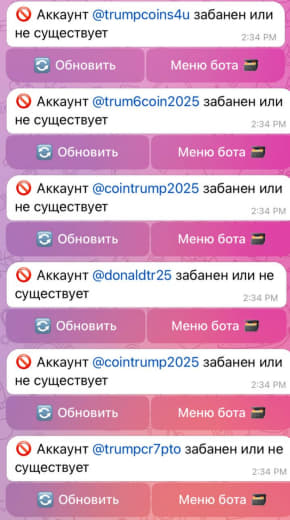 🚫 Аккаунт @trumpcoins4u забанен или
не существует
2:34 PM
🔄 Обновить
Меню бота
🚫 Аккаунт @trum6coin2025 забанен или
не существует
2:34 PM
🔄 Обновить
Меню бота
🚫 Аккаунт @cointrump2025 забанен или
не существует
2:34 PM
🔄 Обновить
Меню бота
🚫 Аккаунт @donaldtr25 забанен или не
существует
2:34 PM
🔄 Обновить
Меню бота
🚫 Аккаунт @cointrump2025 забанен или
не существует
2:34 PM
🔄 Обновить
Меню бота
🚫 Аккаунт @trumpcr7pto забанен или не
существует
2:34 PM
🔄 Обновить
Меню бота